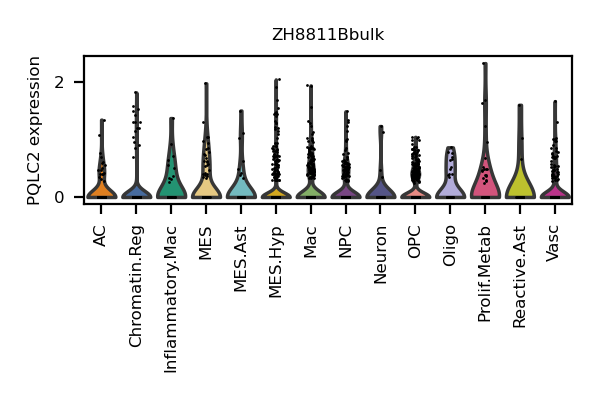 ZH8811Bbulk
PQLC2 expression
2
0
AC
Chromatin.Reg
Inflammatory.Mac
MES
MES.Ast
MES.Hyp
Mac
NPC
Neuron
OPC
Oligo
Prolif.Metab
Reactive.Ast
Vasc